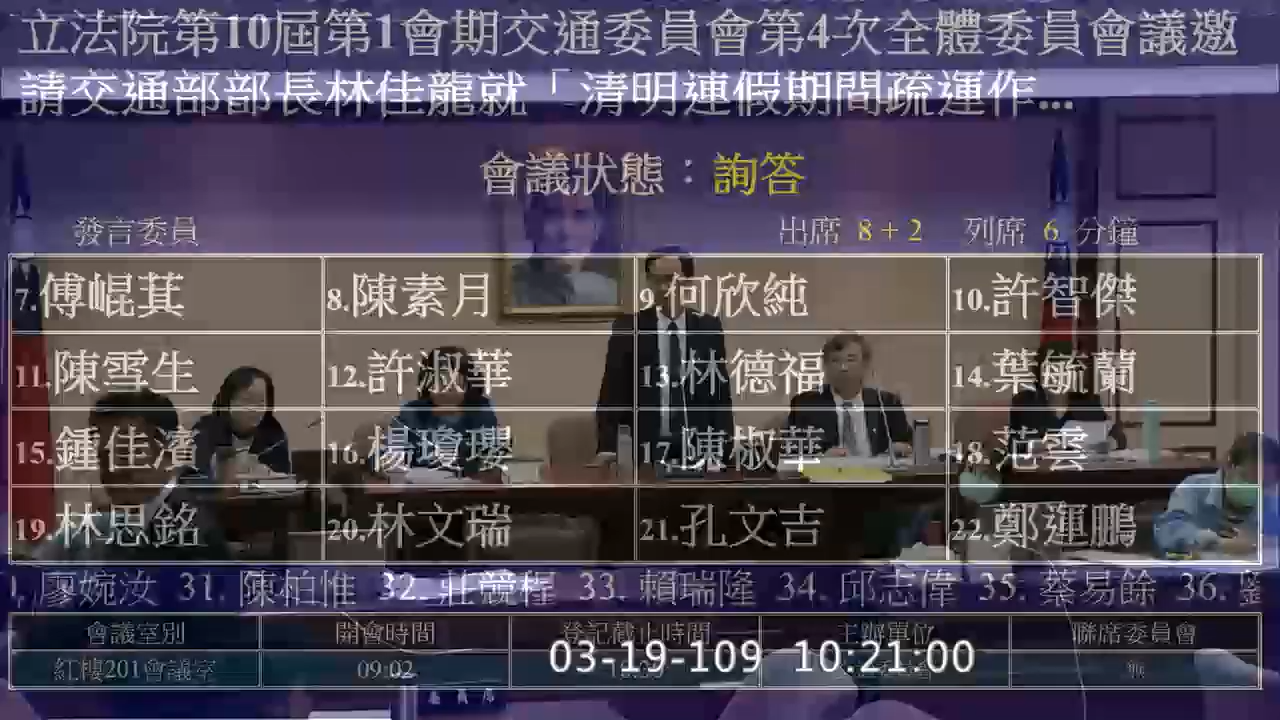 立法院第10屆第1會期交通委員會第4次全體委員會議邀
請交通部部長林佳龍就「清明連假期間疏運作...
會議狀態：詢答
發言委員 出席 8+2 列席 6 分鐘
7.傅崐萁 8.陳素月 9.何欣純 10.許智傑
11.陳雪生 12.許淑華 13.林德福 14.葉毓蘭
15.鍾佳濱 16.楊瓊瓔 17.陳椒華 18.范雲
19.林思銘 20.林文瑞 21.孔文吉 22.鄭運鵬
廖婉汝 31. 陳柏惟 32. 莊競程 33. 賴瑞隆 34. 邱志偉 35. 蔡易餘 36.
會議室別 開會時間 登記截止時間 主辦單位 聯席委員會
紅樓201會議室 09:02 無
03-19-109 10:21:00